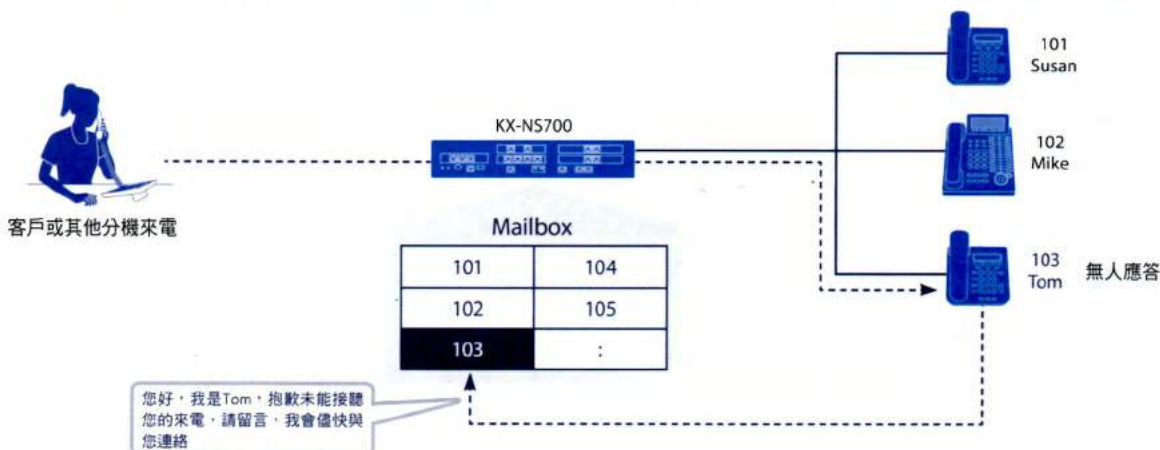 101
Susan
KX-NS700
102
Mike
客戶或其他分機來電
Mailbox
101 104
102 105
103 :
103
Tom
無人應答
您好，我是Tom，抱歉未能接聽
您的來電，請留言，我會儘快與
您連絡